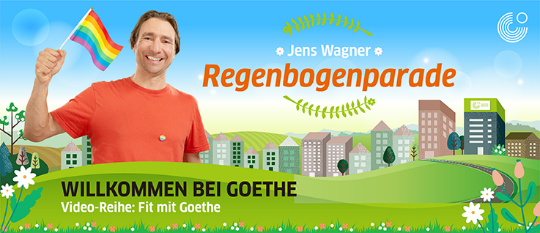 Jens Wagner
Regenbogenparade
WILLKOMMEN BEI GOETHE
Video-Reihe: Fit mit Goethe